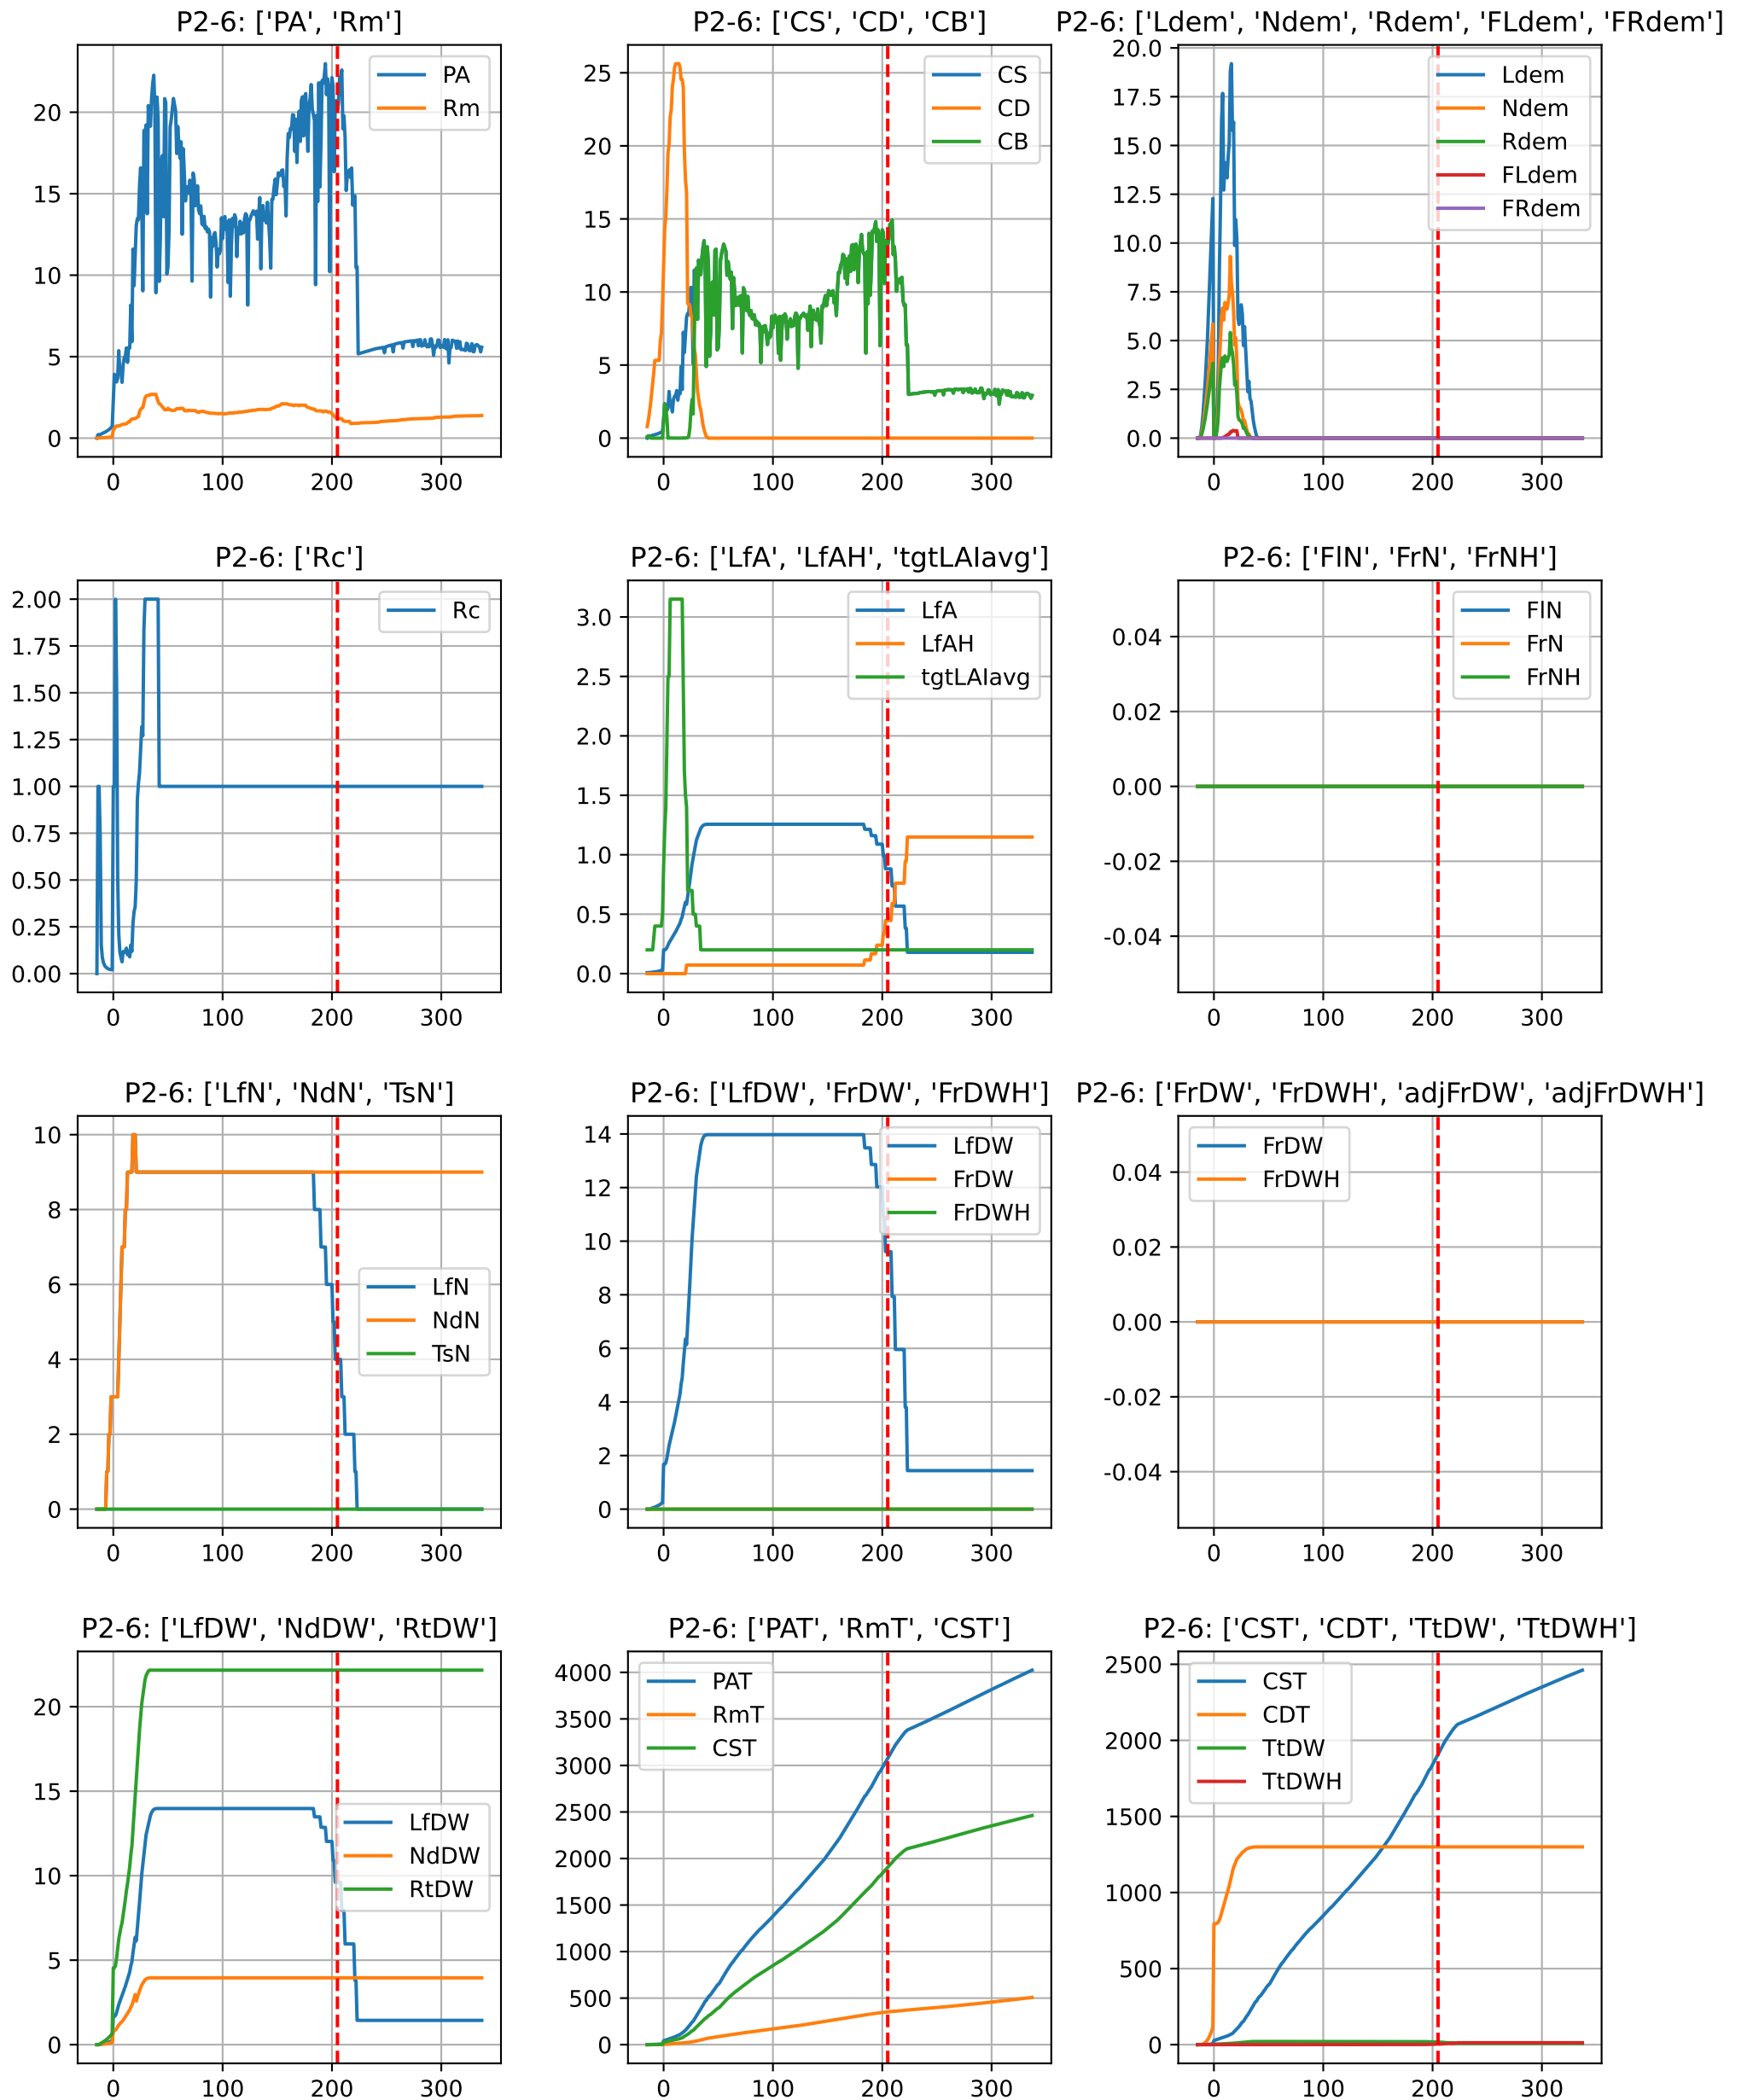 P2-6: ['PA', 'Rm']
20
15
10
5
0
0 100 200 300
PA
Rm
P2-6: ['CS', 'CD', 'CB']
25
20
15
10
5
0
0 100 200 300
CS
CD
CB
P2-6: ['Ldem', 'Ndem', 'Rdem', 'FLdem', 'FRdem']
20.0
17.5
15.0
12.5
10.0
7.5
5.0
2.5
0.0
0 100 200 300
Ldem
Ndem
Rdem
FLdem
FRdem
P2-6: ['Rc']
2.00
1.75
1.50
1.25
1.00
0.75
0.50
0.25
0.00
0 100 200 300
Rc
P2-6: ['LfA', 'LfAH', 'tgtLAIavg']
3.0
2.5
2.0
1.5
1.0
0.5
0.0
0 100 200 300
LfA
LfAH
tgtLAIavg
P2-6: ['FlN', 'FrN', 'FrNH']
0.04
0.02
0.00
-0.02
-0.04
0 100 200 300
FlN
FrN
FrNH
P2-6: ['LfN', 'NdN', 'TsN']
10
8
6
4
2
0
0 100 200 300
LfN
NdN
TsN
P2-6: ['LfDW', 'FrDW', 'FrDWH']
14
12
10
8
6
4
2
0
0 100 200 300
LfDW
FrDW
FrDWH
P2-6: ['FrDW', 'FrDWH', 'adjFrDW', 'adjFrDWH']
0.04
0.02
0.00
-0.02
-0.04
0 100 200 300
FrDW
FrDWH
P2-6: ['LfDW', 'NdDW', 'RtDW']
20
15
10
5
0
0 100 200 300
LfDW
NdDW
RtDW
P2-6: ['PAT', 'RmT', 'CST']
4000
3500
3000
2500
2000
1500
1000
500
0
0 100 200 300
PAT
RmT
CST
P2-6: ['CST', 'CDT', 'TtDW', 'TtDWH']
2500
2000
1500
1000
500
0
0 100 200 300
CST
CDT
TtDW
TtDWH